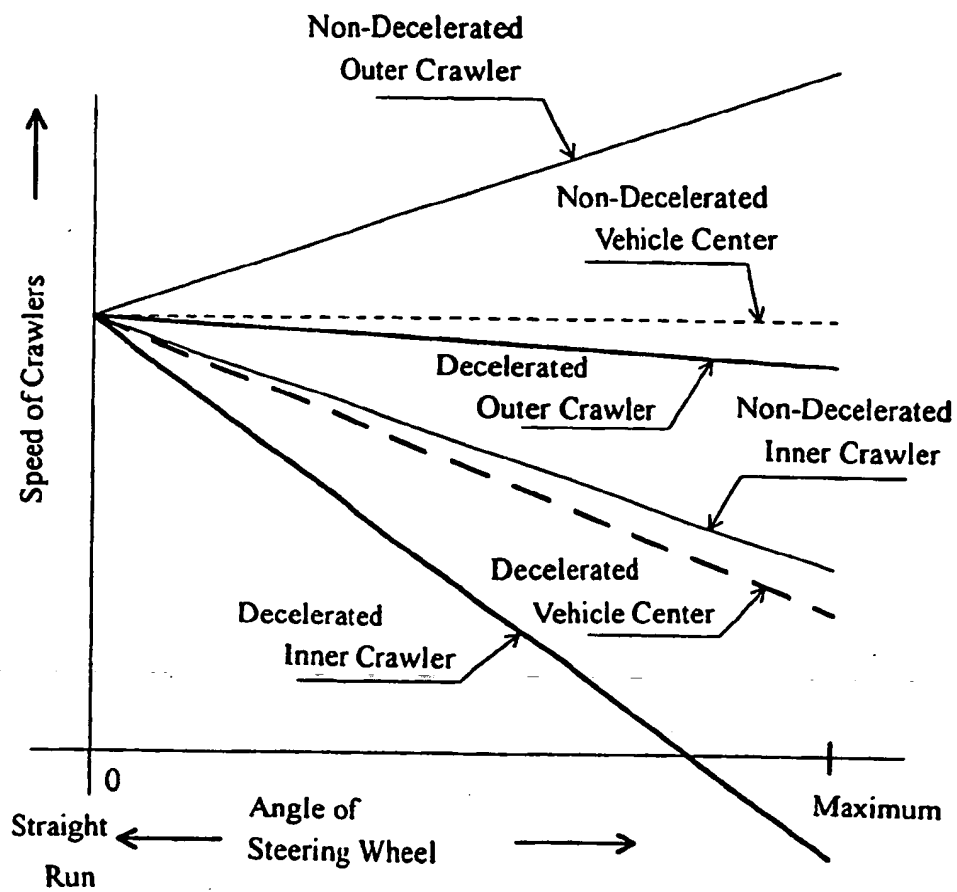 Non-Decelerated
Outer Crawler
Non-Decelerated
Vehicle Center
Speed of Crawlers
Decelerated
Outer Crawler
Non-Decelerated
Inner Crawler
Decelerated
Vehicle Center
Decelerated
Inner Crawler
0
Maximum
Straight
Run
Angle of
Steering Wheel